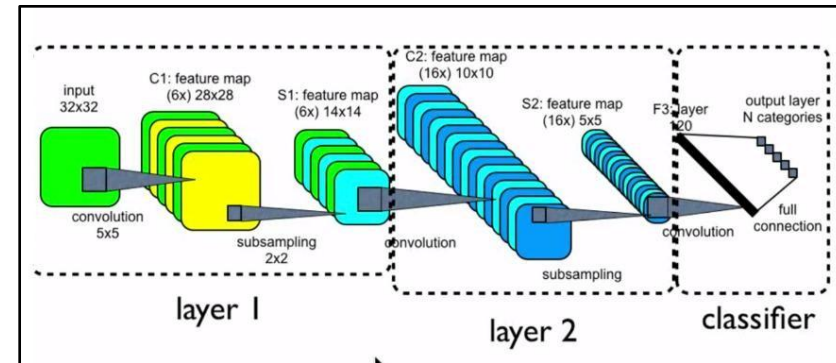 input
32x32
C1: feature map
(6x) 28x28
S1: feature map
(6x) 14x14
convolution
5x5
subsampling
2x2
convolution
layer 1
C2: feature map
(16x) 10x10
S2: feature map
(16x) 5x5
subsampling
convolution
layer 2
F3: layer
120
output layer
N categories
full
connection
classifier